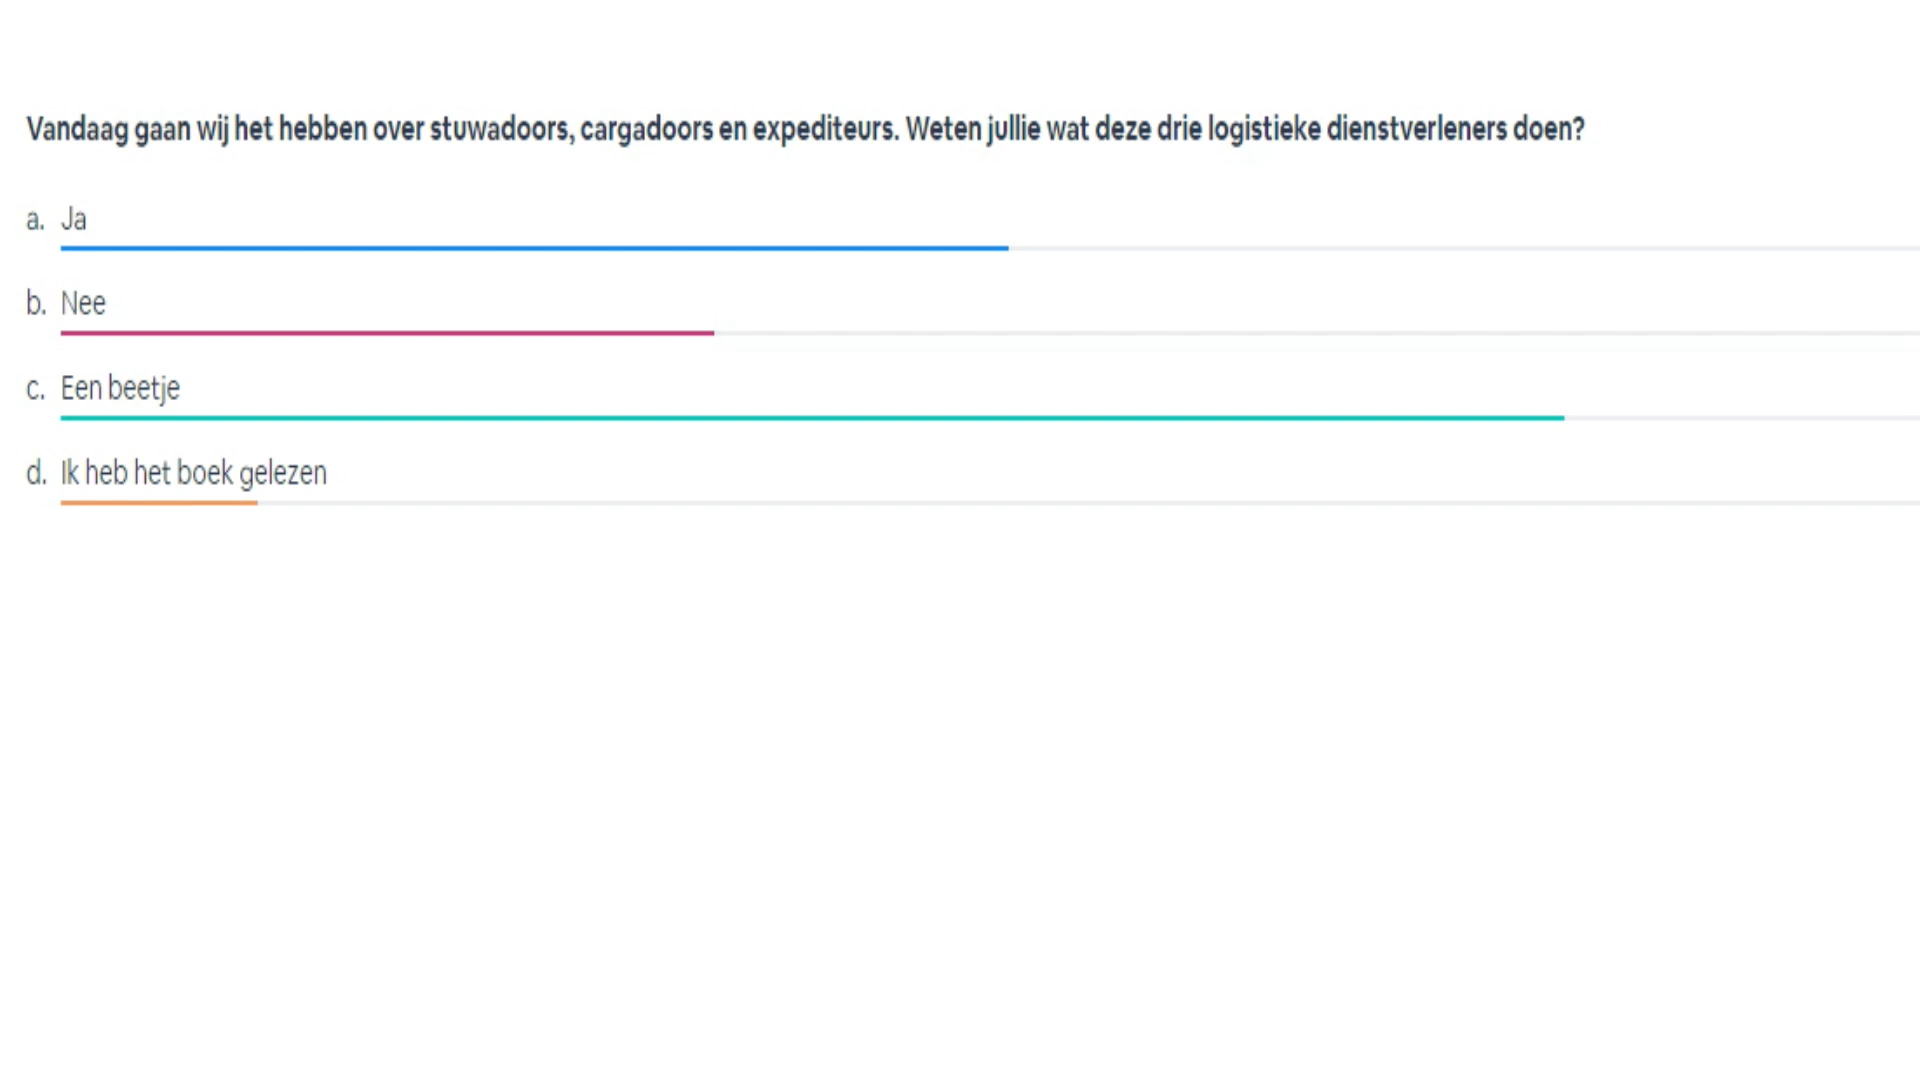 Vandaag gaan wij het hebben over stuwadoors, cargadoors en expediteurs. Weten jullie wat deze drie logistieke dienstverleners doen?
a. Ja
b. Nee
c. Een beetje
d. Ik heb het boek gelezen